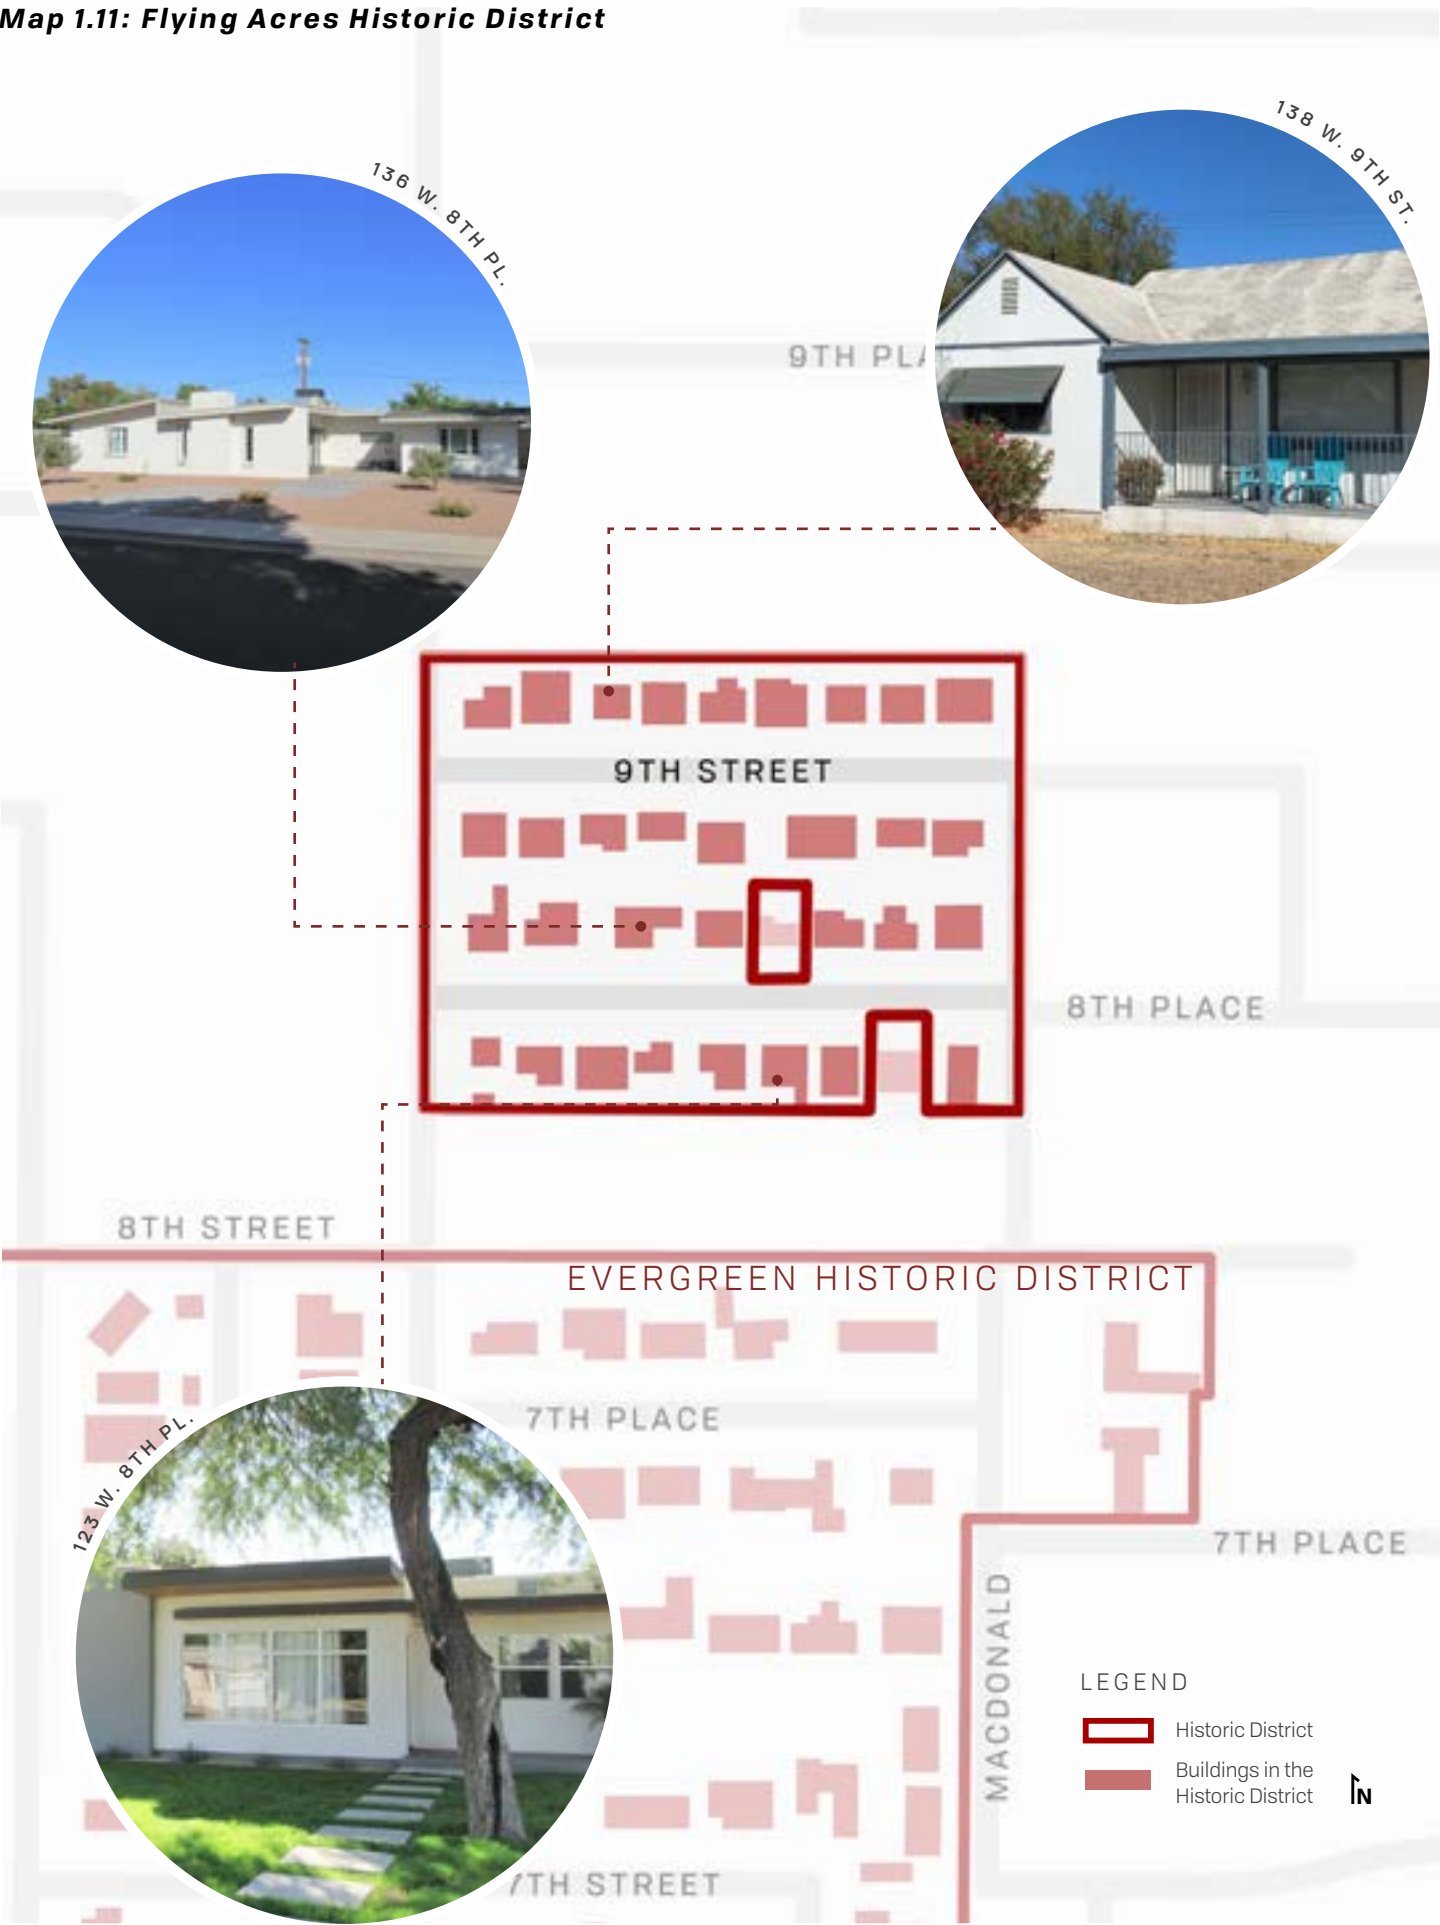 Map 1.11: Flying Acres Historic District
138 W. 9TH ST.
136 W. 8TH PL.
9TH PLA
9TH STREET
8TH PLACE
8TH STREET
EVERGREEN HISTORIC DISTRICT
7TH PLACE
123 W. 8TH PL.
7TH PLACE
MACDONALD
LEGEND
Historic District
Buildings in the
Historic District
N
7TH STREET